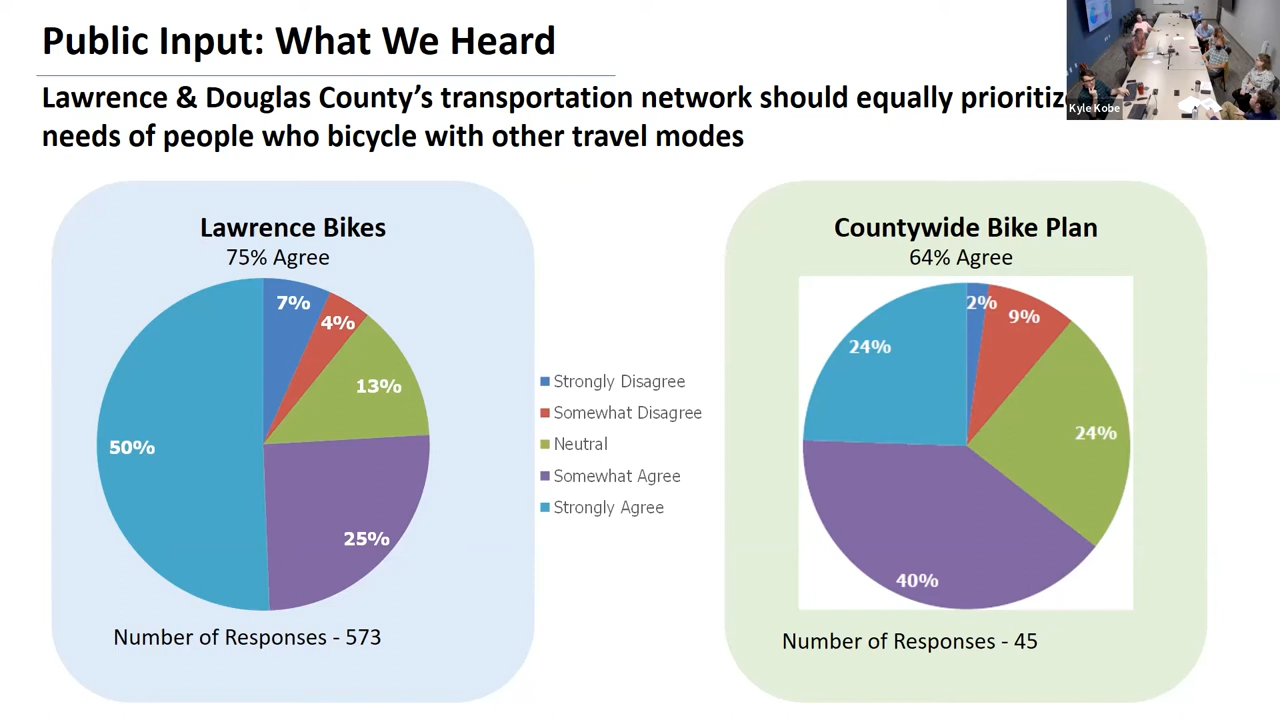 Public Input: What We Heard
Lawrence & Douglas County’s transportation network should equally prioritiz
needs of people who bicycle with other travel modes
Kyle Kobe
Lawrence Bikes
75% Agree
7%
4%
13%
50%
25%
Number of Responses - 573
Strongly Disagree
Somewhat Disagree
Neutral
Somewhat Agree
Strongly Agree
Countywide Bike Plan
64% Agree
2%
9%
24%
24%
40%
Number of Responses - 45